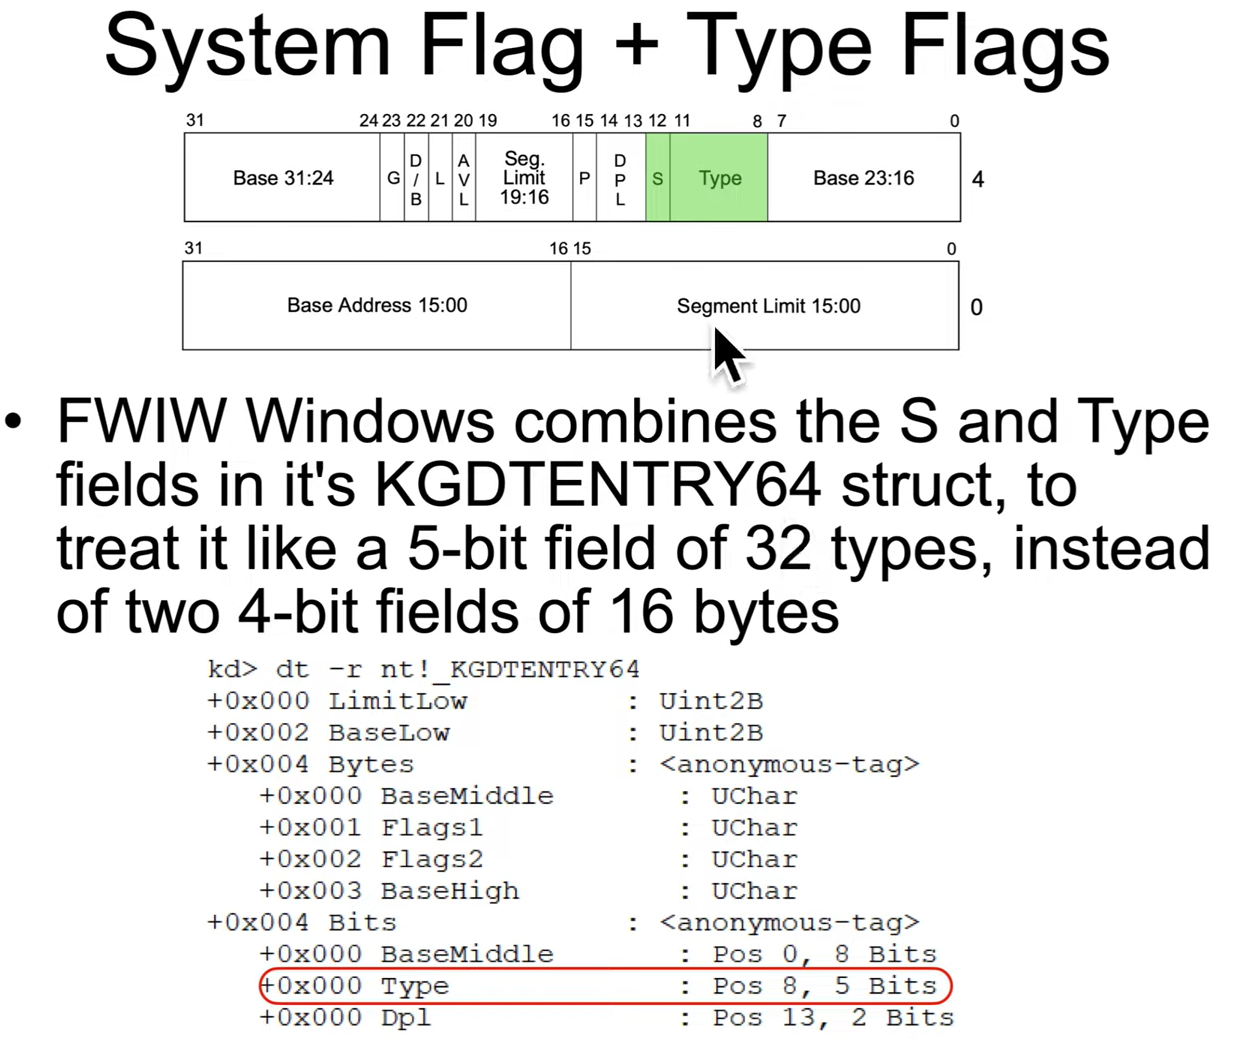 System Flag + Type Flags
31 24 23 22 21 20 19 16 15 14 13 12 11 8 7 0
Base 31:24 G D/B L AVL Seg. Limit 19:16 P DPL S Type Base 23:16 4
31 16 15 0
Base Address 15:00 Segment Limit 15:00 0
• FWIW Windows combines the S and Type
fields in it's KGDTENTRY64 struct, to
treat it like a 5-bit field of 32 types, instead
of two 4-bit fields of 16 bytes
kd> dt -r nt!_KGDTENTRY64
+0x000 LimitLow : Uint2B
+0x002 BaseLow : Uint2B
+0x004 Bytes : <anonymous-tag>
+0x000 BaseMiddle : UChar
+0x001 Flags1 : UChar
+0x002 Flags2 : UChar
+0x003 BaseHigh : UChar
+0x004 Bits : <anonymous-tag>
+0x000 BaseMiddle : Pos 0, 8 Bits
+0x000 Type : Pos 8, 5 Bits
+0x000 Dpl : Pos 13, 2 Bits